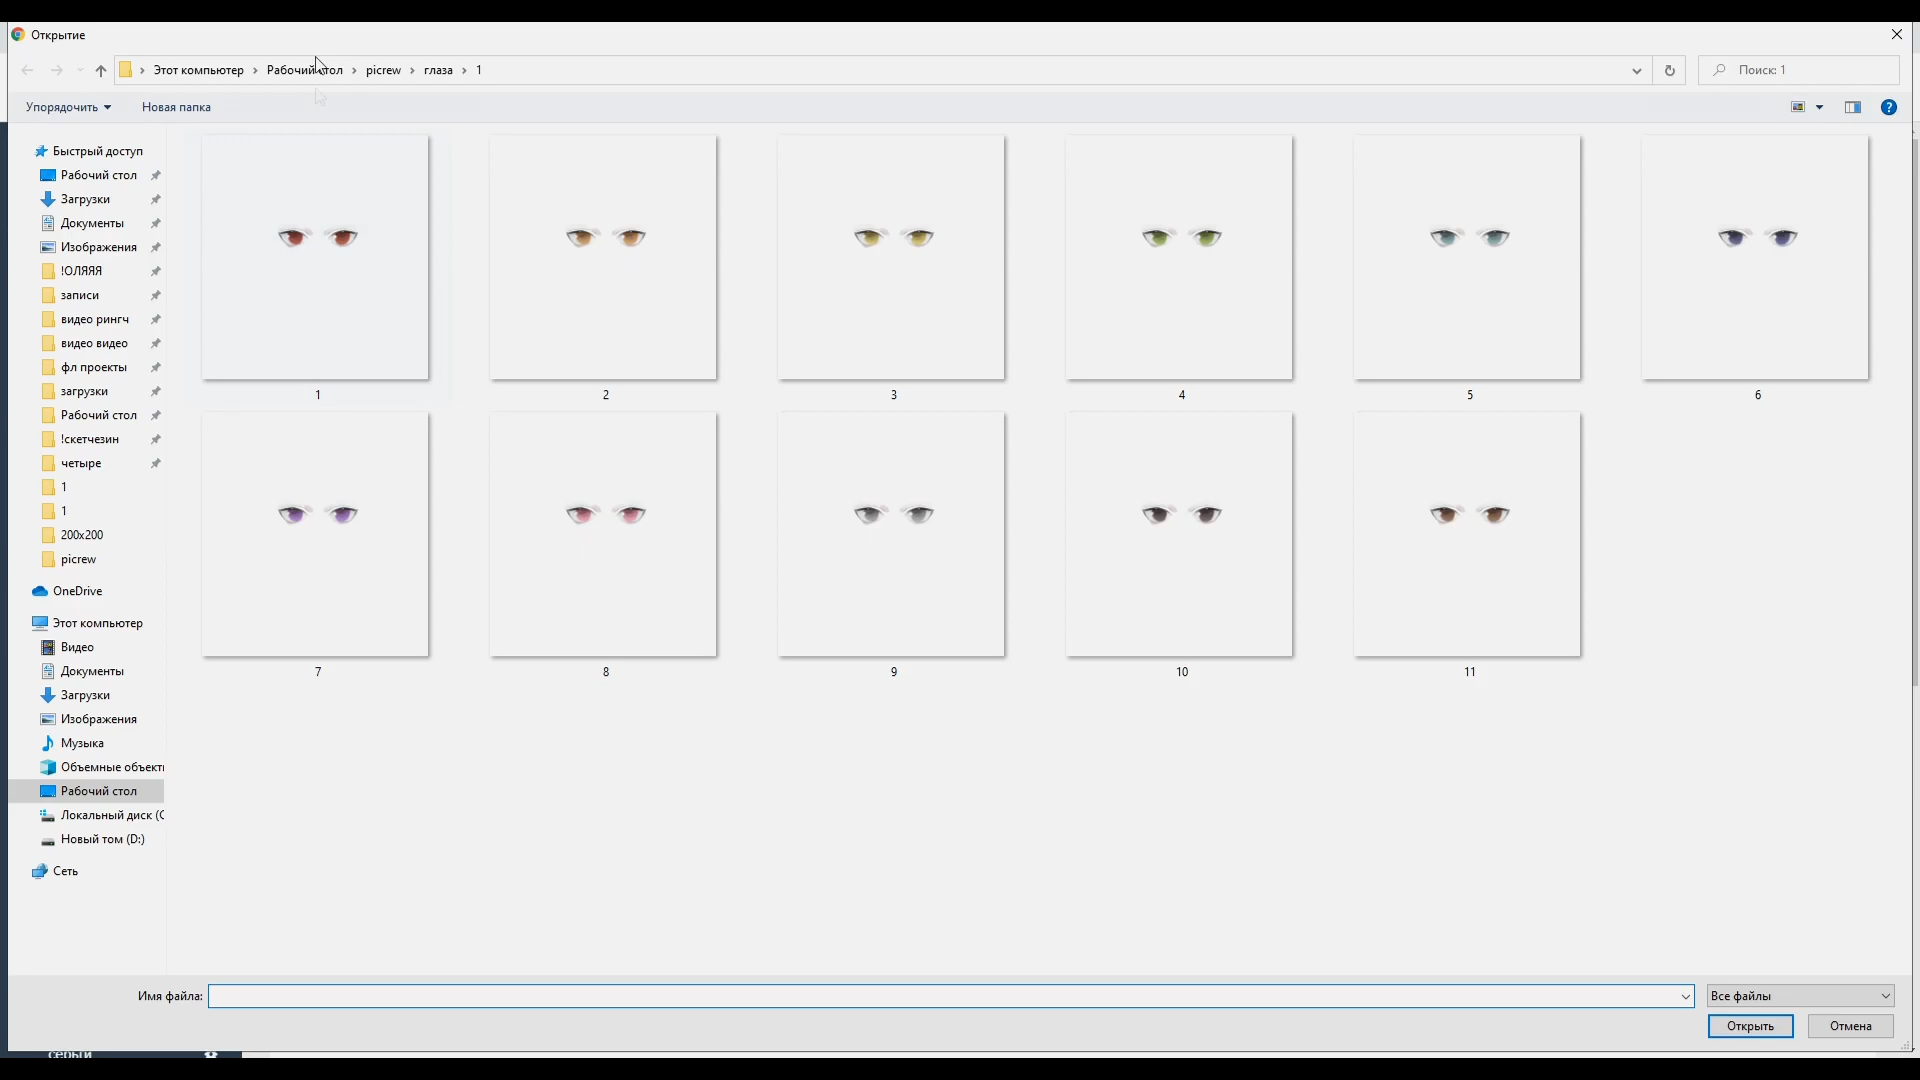 Открытие
Этот компьютер › Рабочий стол › picrew › глаза › 1
Поиск: 1
Упорядочить
Новая папка
Быстрый доступ
Рабочий стол
Загрузки
Документы
Изображения
!ОЛЯЯЯ
записи
видео рингч
видео видео
фл проекты
загрузки
Рабочий стол
!скетчезин
четыре
1
1
200x200
picrew
OneDrive
Этот компьютер
Видео
Документы
Загрузки
Изображения
Музыка
Объемные объект
Рабочий стол
Локальный диск (C
Новый том (D:)
Сеть
1
2
3
4
5
6
7
8
9
10
11
Имя файла:
Все файлы
Открыть
Отмена
серьги